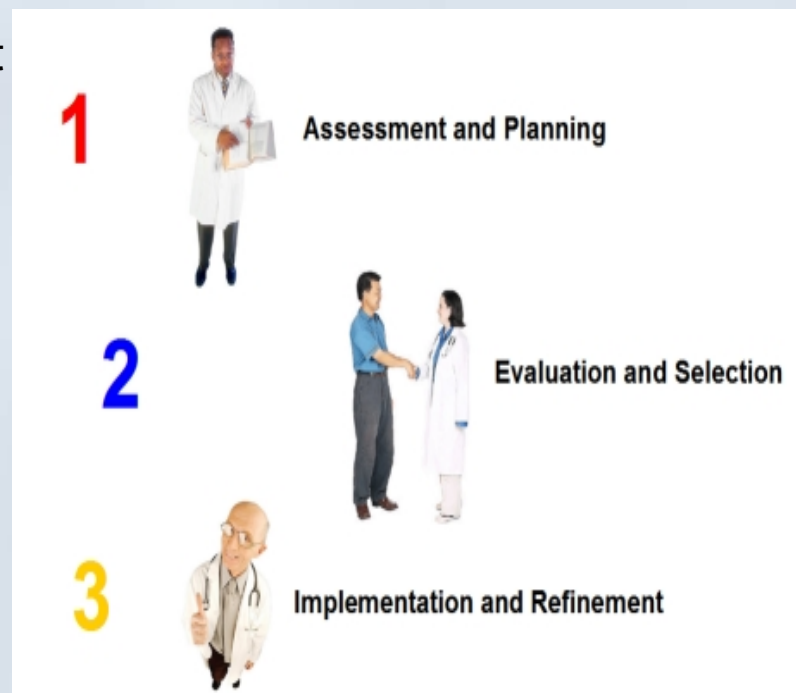 1 Assessment and Planning
2 Evaluation and Selection
3 Implementation and Refinement